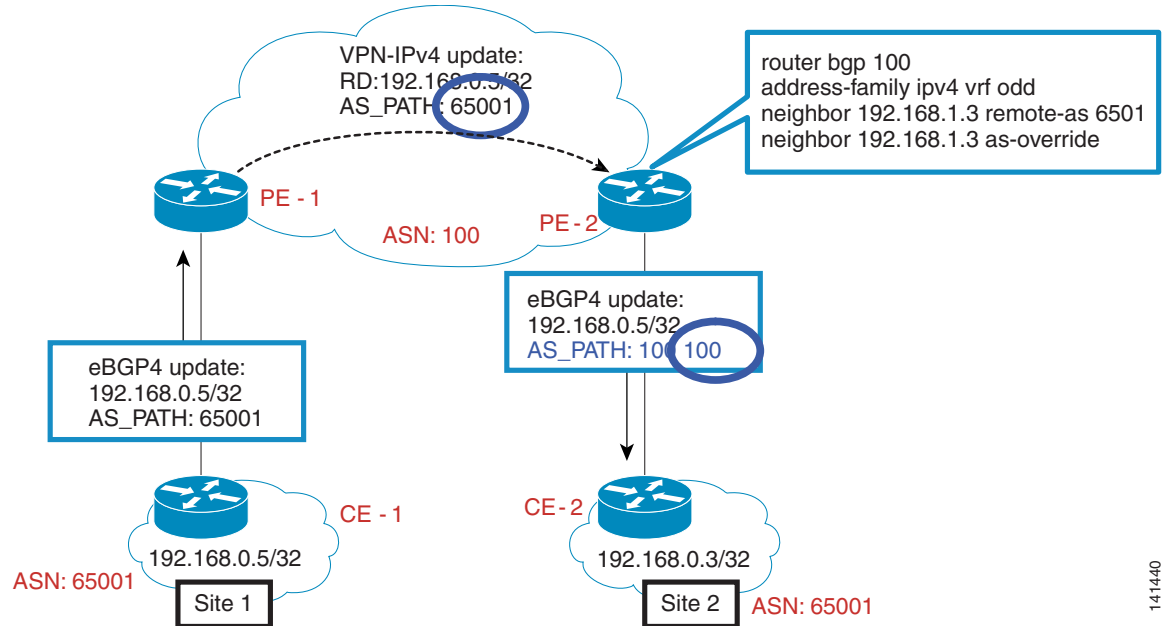 VPN-IPv4 update:
RD:192.168.0.5/32
AS_PATH: 65001
router bgp 100
address-family ipv4 vrf odd
neighbor 192.168.1.3 remote-as 6501
neighbor 192.168.1.3 as-override
PE - 1
ASN: 100
PE - 2
eBGP4 update:
192.168.0.5/32
AS_PATH: 65001
eBGP4 update:
192.168.0.5/32
AS_PATH: 100 100
CE - 1
192.168.0.5/32
ASN: 65001
Site 1
CE - 2
192.168.0.3/32
Site 2
ASN: 65001
141440